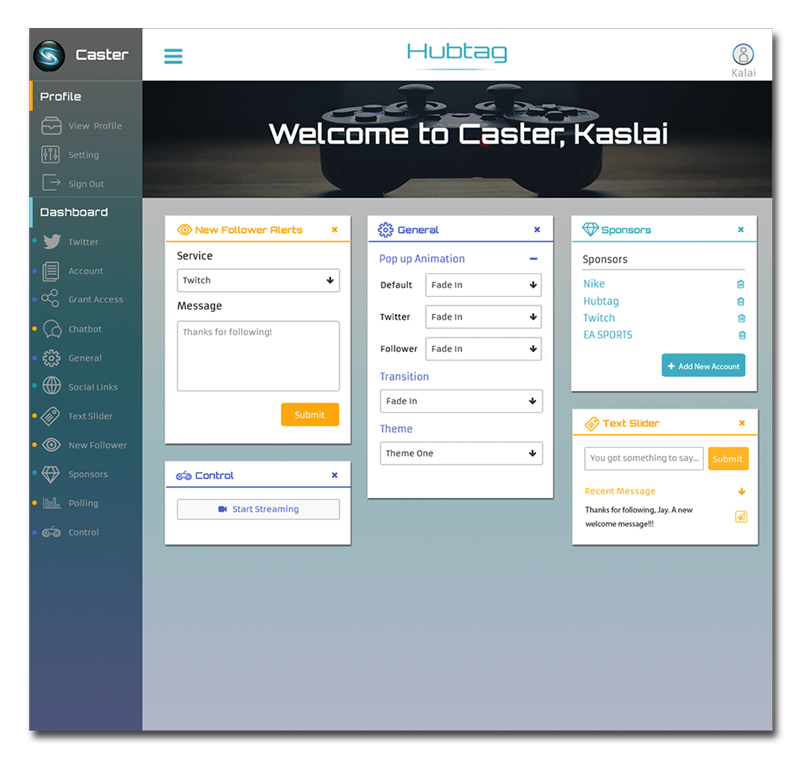 Caster
Hubtag
Kalai
Profile
View Profile
Setting
Sign Out
Dashboard
Twitter
Account
Grant Access
Chatbot
General
Social Links
Text Slider
New Follower
Sponsors
Polling
Control
Welcome to Caster, Kaslai
New Follower Alerts
Service
Twitch
Message
Thanks for following!
Submit
Control
Start Streaming
General
Pop up Animation
Default Fade In
Twitter Fade In
Follower Fade In
Transition
Fade In
Theme
Theme One
Sponsors
Sponsors
Nike
Hubtag
Twitch
EA SPORTS
+ Add New Account
Text Slider
You got something to say... Submit
Recent Message
Thanks for following, Jay. A new
welcome message!!!